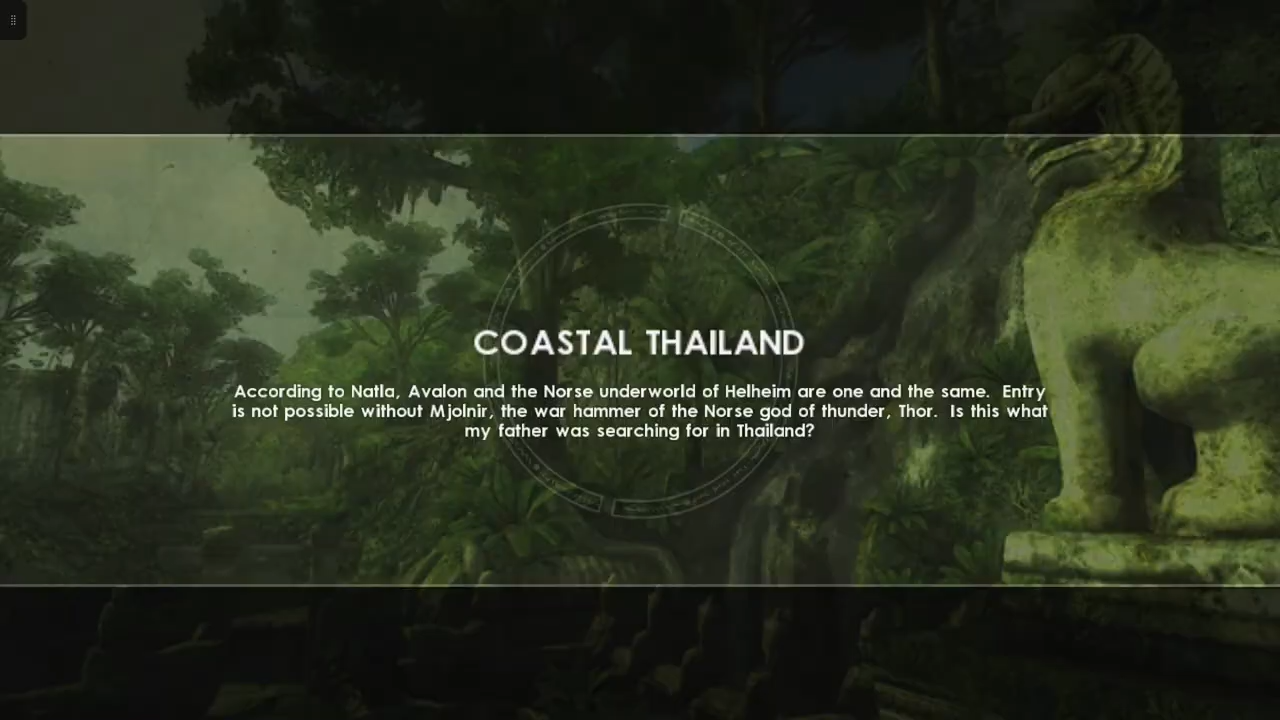 COASTAL THAILAND
According to Natla, Avalon and the Norse underworld of Helheim are one and the same.  Entry
is not possible without Mjolnir, the war hammer of the Norse god of thunder, Thor.  Is this what
my father was searching for in Thailand?